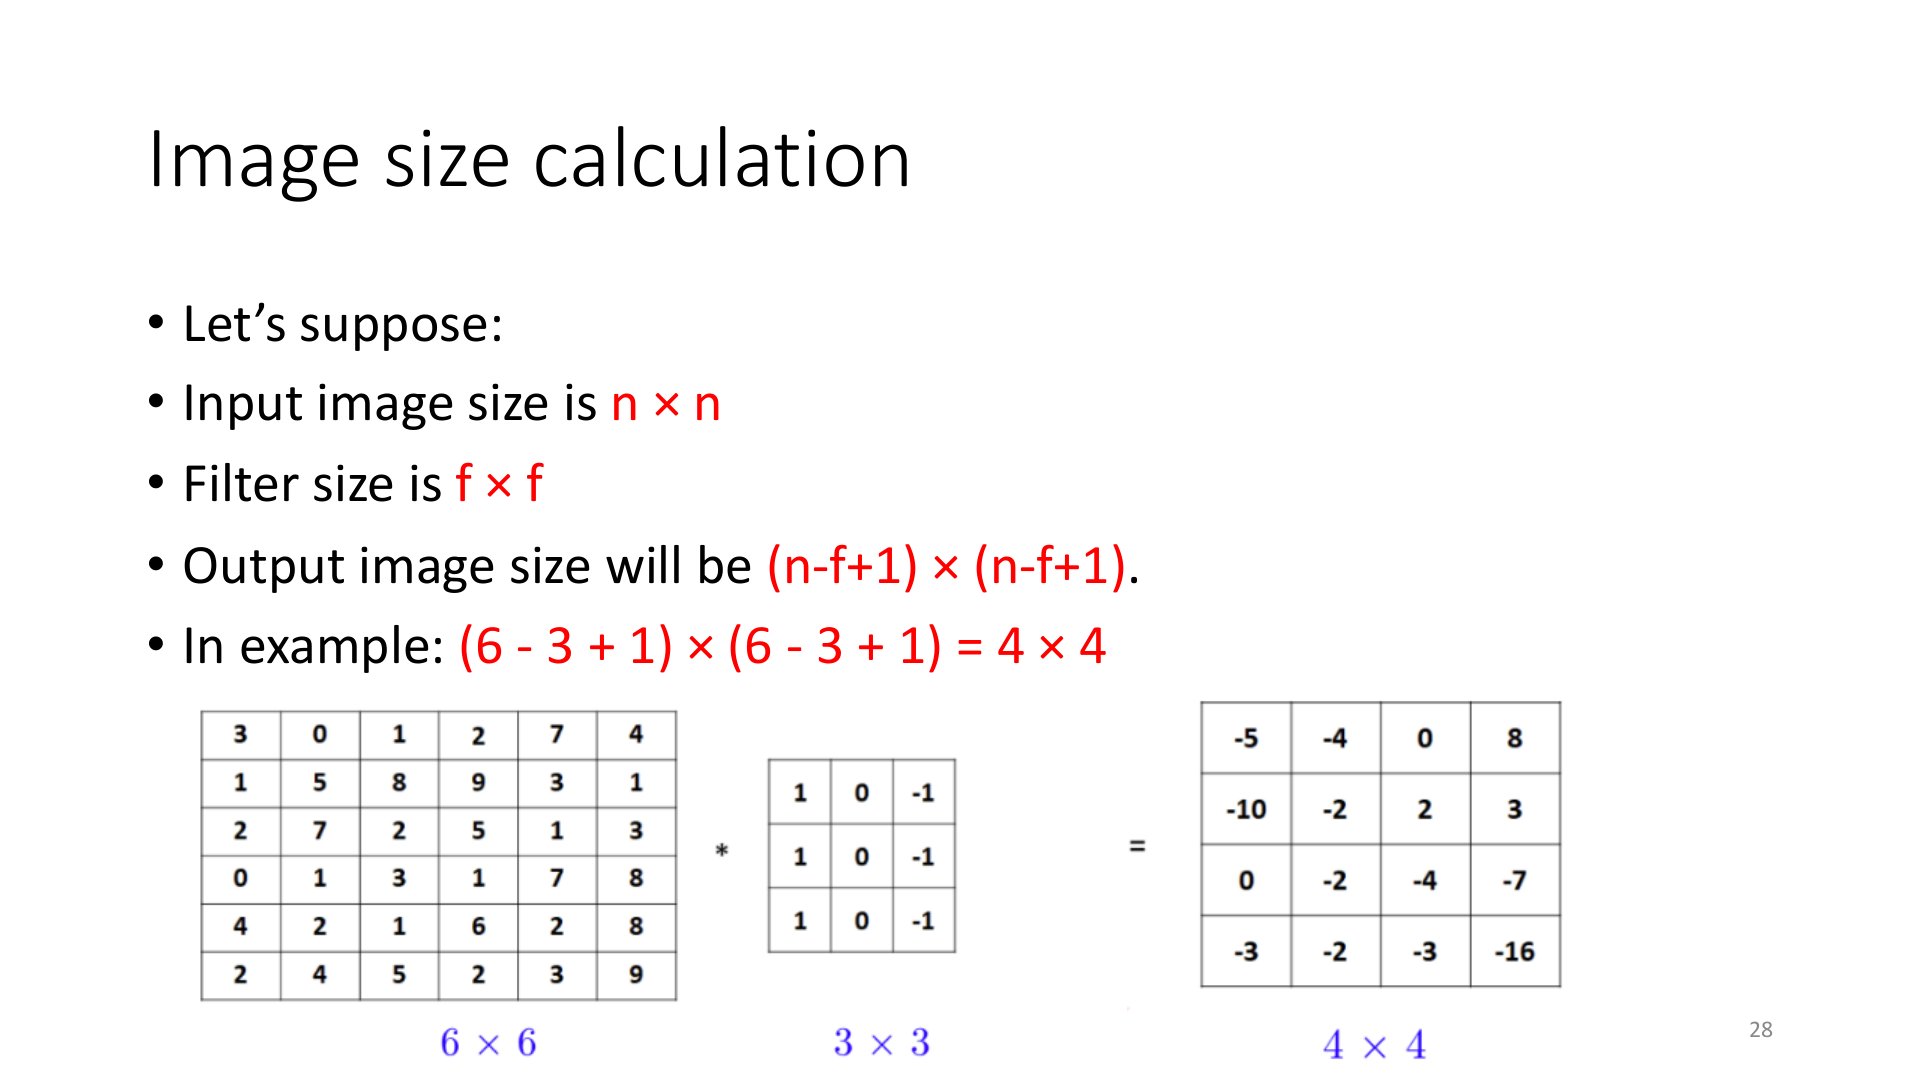 Image size calculation
• Let’s suppose:
• Input image size is n × n
• Filter size is f × f
• Output image size will be (n-f+1) × (n-f+1).
• In example: (6 - 3 + 1) × (6 - 3 + 1) = 4 × 4
3 0 1 2 7 4
1 5 8 9 3 1
2 7 2 5 1 3
0 1 3 1 7 8
4 2 1 6 2 8
2 4 5 2 3 9
6 × 6
*
1 0 -1
1 0 -1
1 0 -1
3 × 3
=
-5 -4 0 8
-10 -2 2 3
0 -2 -4 -7
-3 -2 -3 -16
4 × 4
28